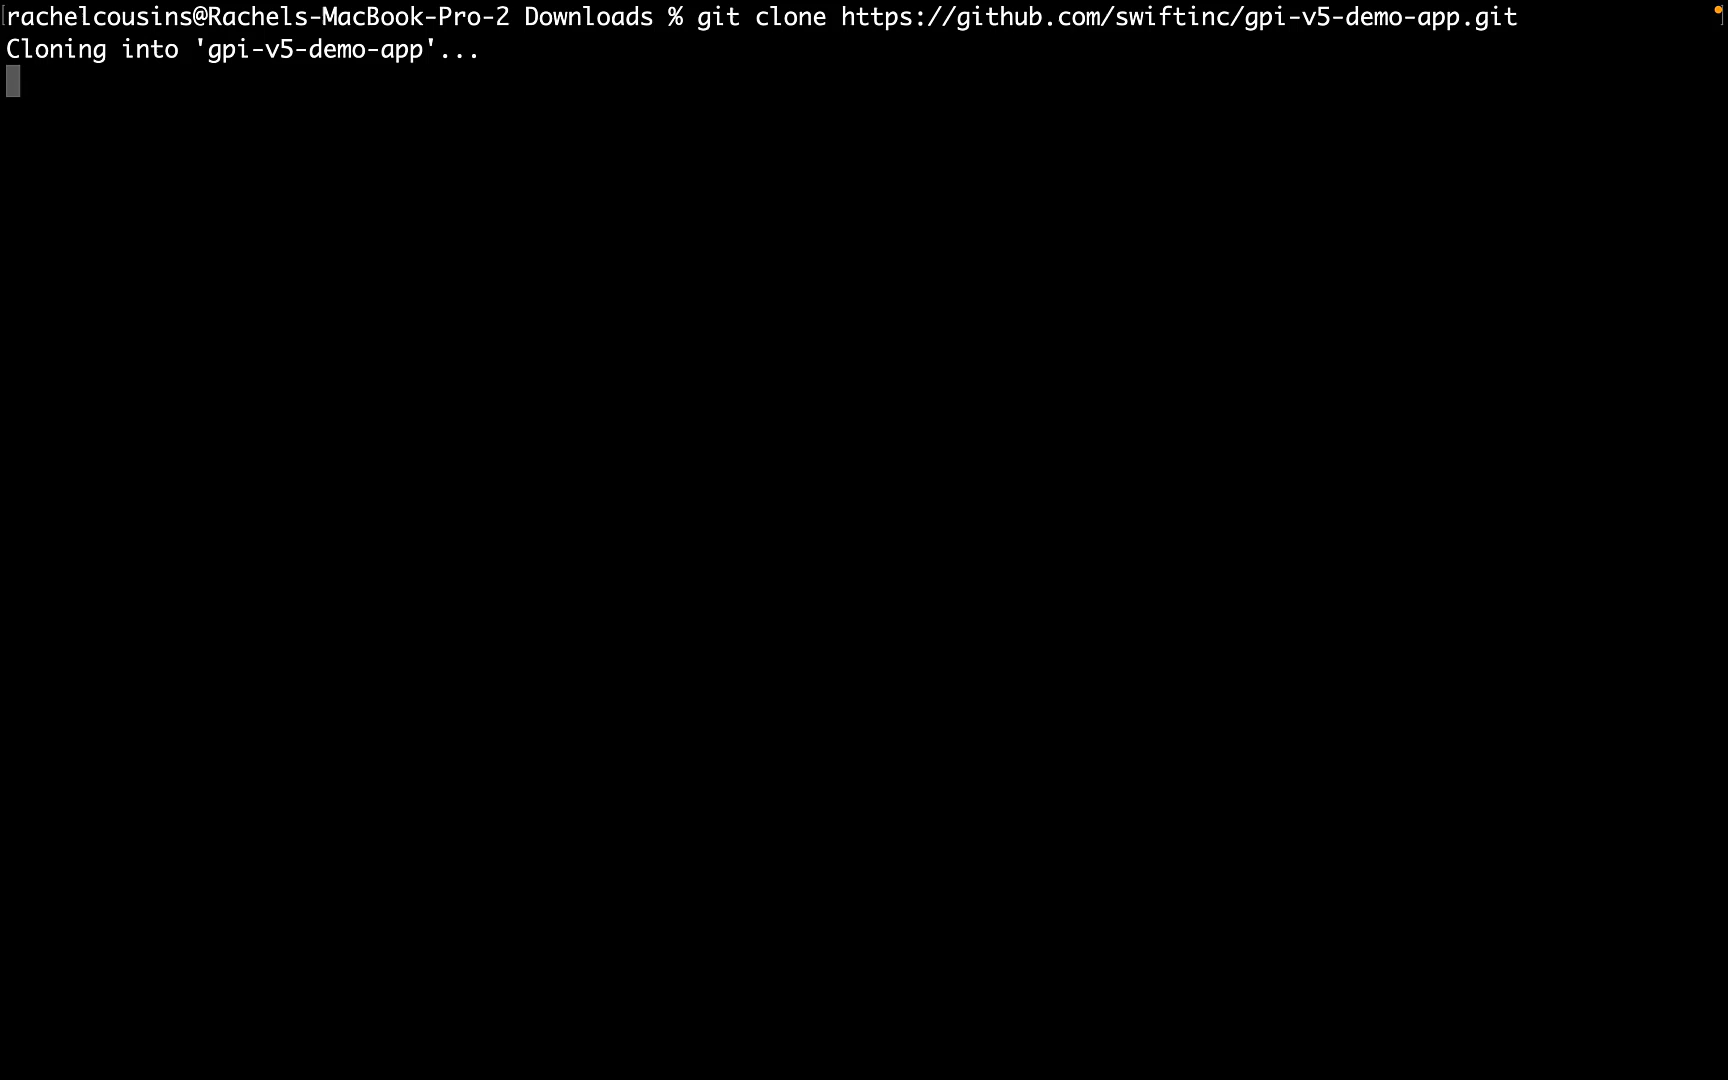 rachelcousins@Rachels-MacBook-Pro-2 Downloads % git clone https://github.com/swiftinc/gpi-v5-demo-app.git
Cloning into 'gpi-v5-demo-app'...